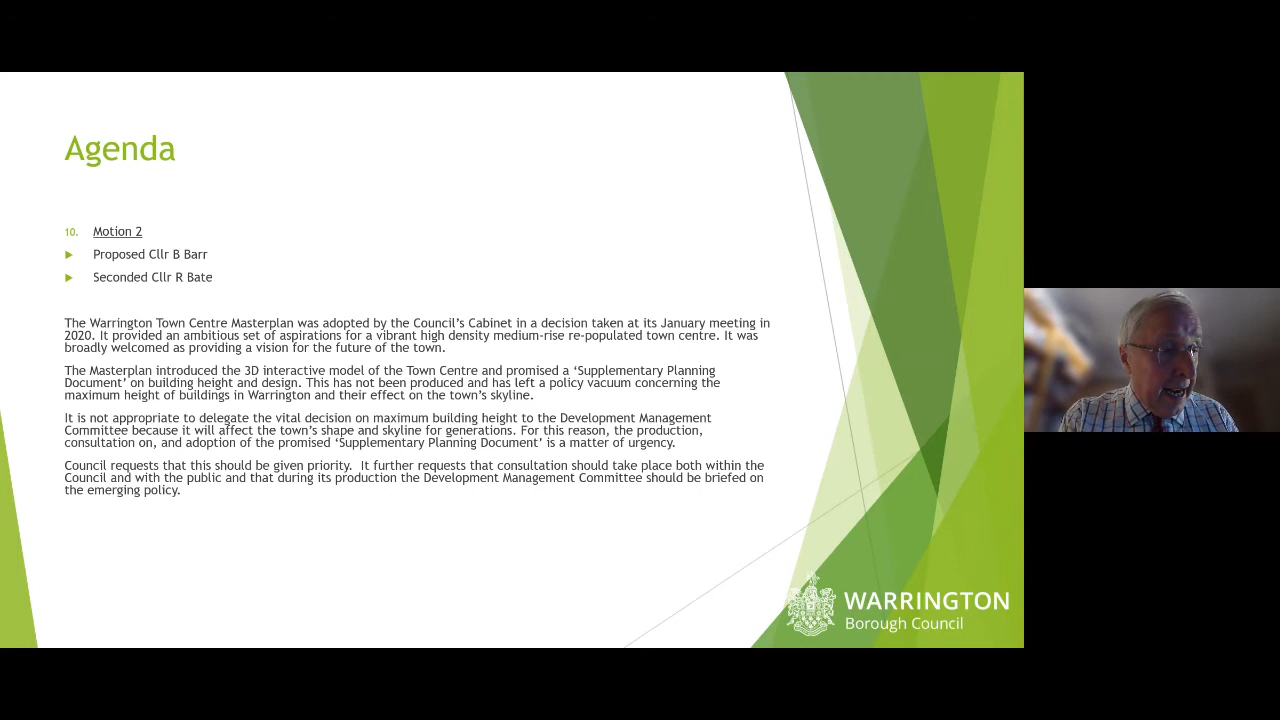 Agenda
10. Motion 2
Proposed Cllr B Barr
Seconded Cllr R Bate
The Warrington Town Centre Masterplan was adopted by the Council’s Cabinet in a decision taken at its January meeting in
2020. It provided an ambitious set of aspirations for a vibrant high density medium-rise re-populated town centre. It was
broadly welcomed as providing a vision for the future of the town.
The Masterplan introduced the 3D interactive model of the Town Centre and promised a ‘Supplementary Planning
Document’ on building height and design. This has not been produced and has left a policy vacuum concerning the
maximum height of buildings in Warrington and their effect on the town’s skyline.
It is not appropriate to delegate the vital decision on maximum building height to the Development Management
Committee because it will affect the town’s shape and skyline for generations. For this reason, the production,
consultation on, and adoption of the promised ‘Supplementary Planning Document’ is a matter of urgency.
Council requests that this should be given priority.  It further requests that consultation should take place both within the
Council and with the public and that during its production the Development Management Committee should be briefed on
the emerging policy.
WARRINGTON
Borough Council